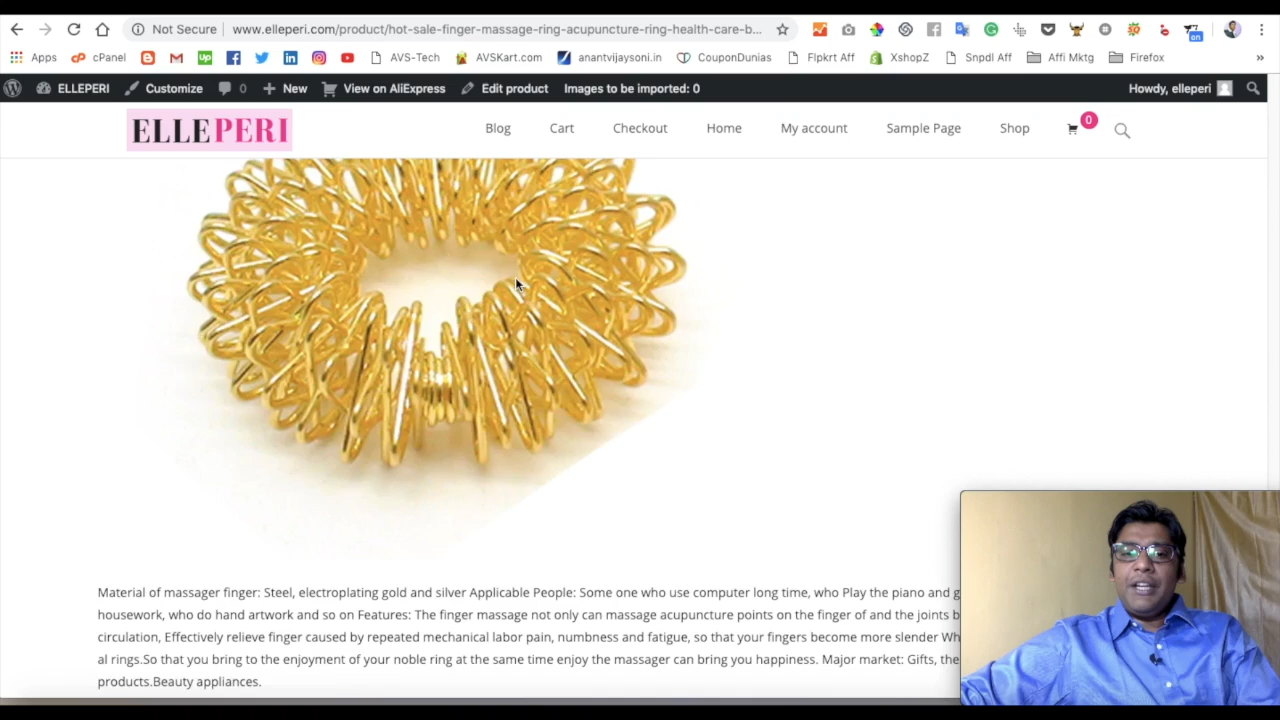 Not Secure www.elleperi.com/product/hot-sale-finger-massage-ring-acupuncture-ring-health-care-b...
Apps cPanel AVS-Tech AVSKart.com anantvijaysoni.in CouponDunias Flpkrt Aff XshopZ Snpdl Aff Affi Mktg Firefox »
ELLEPERI Customize 0 New View on AliExpress Edit product Images to be imported: 0 Howdy, elleperi
ELLEPERI Blog Cart Checkout Home My account Sample Page Shop 0
Material of massager finger: Steel, electroplating gold and silver Applicable People: Some one who use computer long time, who Play the piano and g
housework, who do hand artwork and so on Features: The finger massage not only can massage acupuncture points on the finger of and the joints b
circulation, Effectively relieve finger caused by repeated mechanical labor pain, numbness and fatigue, so that your fingers become more slender Wh
al rings.So that you bring to the enjoyment of your noble ring at the same time enjoy the massager can bring you happiness. Major market: Gifts, the
products.Beauty appliances.